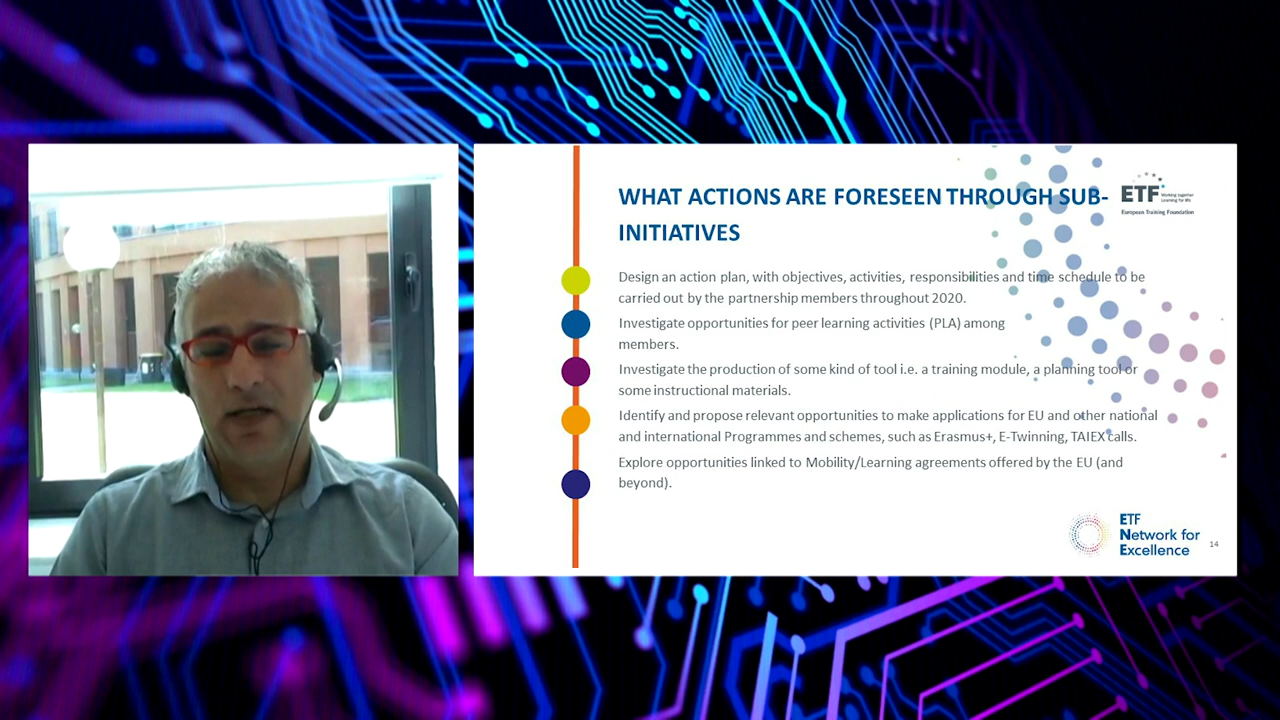 WHAT ACTIONS ARE FORESEEN THROUGH SUB-
INITIATIVES
ETF
Working together
Learning for life
European Training Foundation
Design an action plan, with objectives, activities, responsibilities and time schedule to be
carried out by the partnership members throughout 2020.
Investigate opportunities for peer learning activities (PLA) among
members.
Investigate the production of some kind of tool i.e. a training module, a planning tool or
some instructional materials.
Identify and propose relevant opportunities to make applications for EU and other national
and international Programmes and schemes, such as Erasmus+, E-Twinning, TAIEX calls.
Explore opportunities linked to Mobility/Learning agreements offered by the EU (and
beyond).
ETF
Network for
Excellence
14